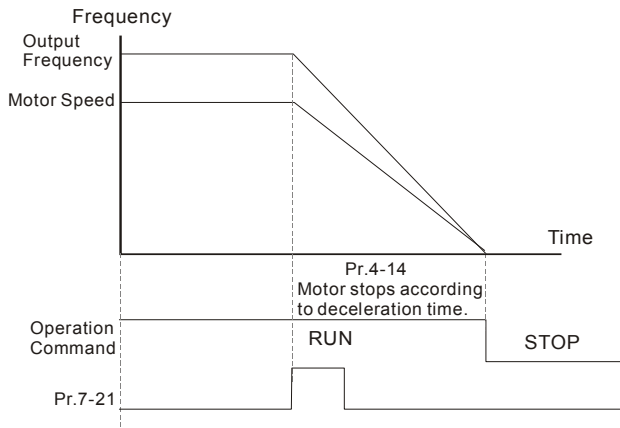 Frequency
Output
Frequency
Motor Speed
Time
Pr.4-14
Motor stops according
to deceleration time.
Operation
Command
RUN
STOP
Pr.7-21